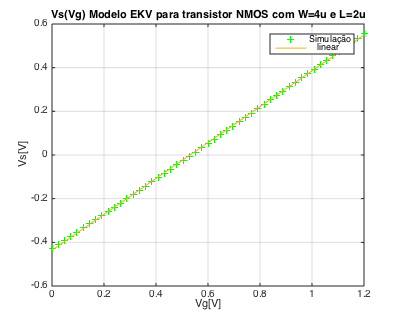 Vs(Vg) Modelo EKV para transistor NMOS com W=4u e L=2u
Simulação
linear
0.6
0.4
0.2
0
-0.2
-0.4
-0.6
Vs[V]
0 0.2 0.4 0.6 0.8 1 1.2
Vg[V]